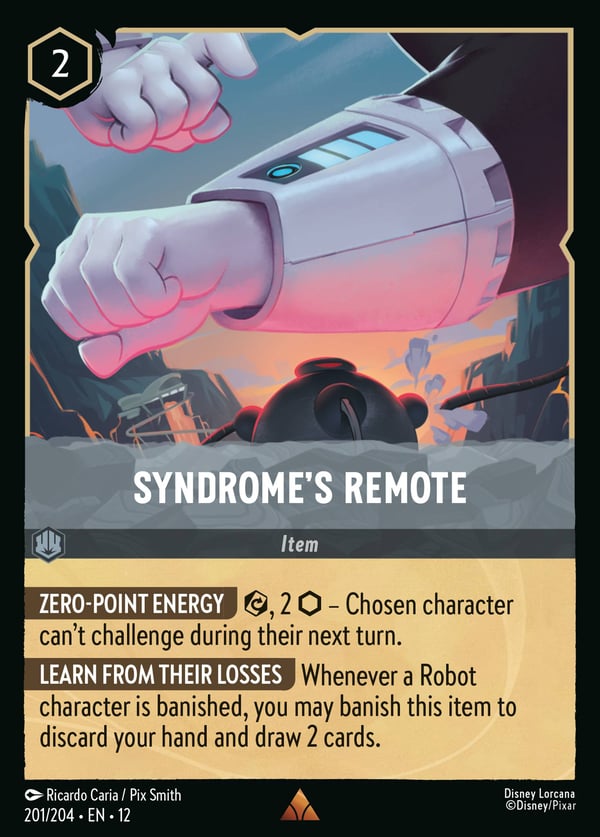 2
SYNDROME'S REMOTE
Item
ZERO-POINT ENERGY , 2 – Chosen character
can't challenge during their next turn.
LEARN FROM THEIR LOSSES Whenever a Robot
character is banished, you may banish this item to
discard your hand and draw 2 cards.
Ricardo Caria / Pix Smith
201/204 • EN • 12
Disney Lorcana
©Disney/Pixar